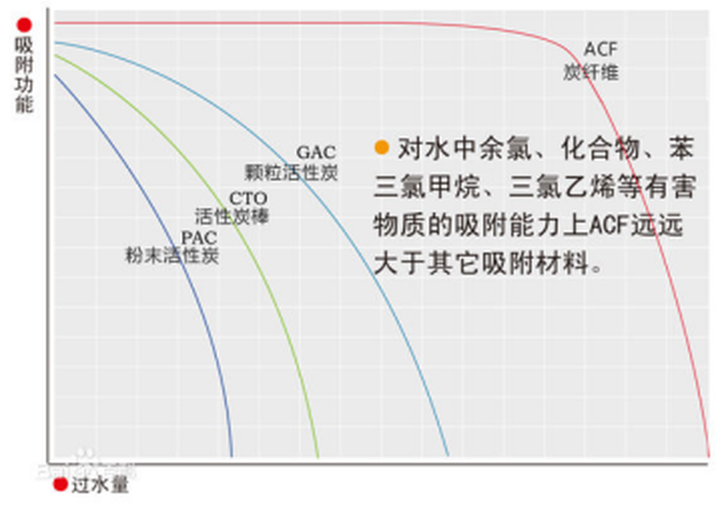 吸附功能
ACF
炭纤维
GAC
颗粒活性炭
CTO
活性炭棒
PAC
粉末活性炭
对水中余氯、化合物、苯
三氯甲烷、三氯乙烯等有害
物质的吸附能力上ACF远远
大于其它吸附材料。
过水量